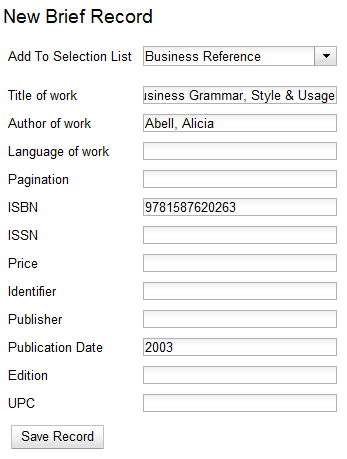 New Brief Record
Add To Selection List Business Reference
Title of work usiness Grammar, Style & Usage
Author of work Abell, Alicia
Language of work
Pagination
ISBN 9781587620263
ISSN
Price
Identifier
Publisher
Publication Date 2003
Edition
UPC
Save Record